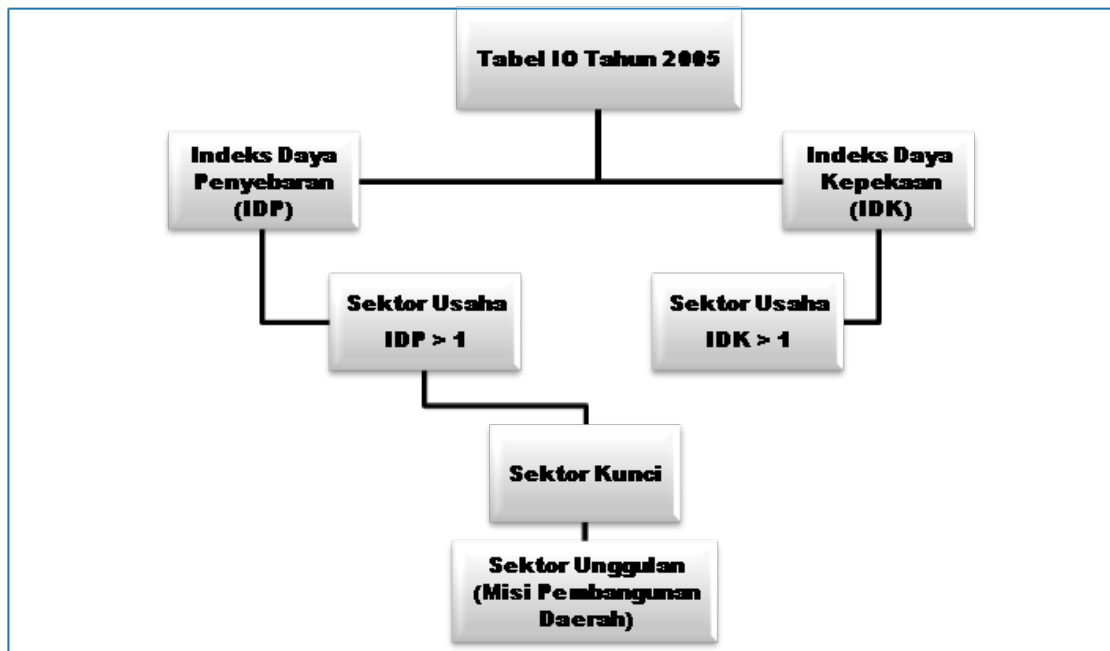 Tabel IO Tahun 2005
Indeks Daya
Penyebaran
(IDP)
Indeks Daya
Kepekaan
(IDK)
Sektor Usaha
IDP > 1
Sektor Usaha
IDK > 1
Sektor Kunci
Sektor Unggulan
(Misi Pembangunan
Daerah)